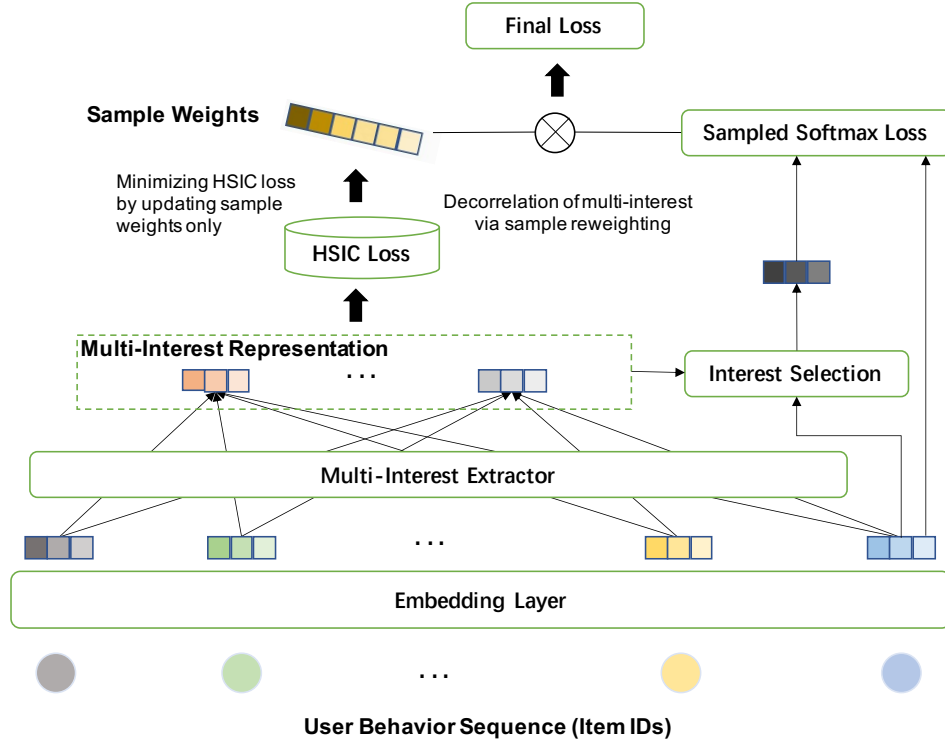 Final Loss
Sample Weights
Sampled Softmax Loss
Minimizing HSIC loss
by updating sample
weights only
Decorrelation of multi-interest
via sample reweighting
HSIC Loss
Multi-Interest Representation
...
Interest Selection
Multi-Interest Extractor
...
Embedding Layer
...
User Behavior Sequence (Item IDs)